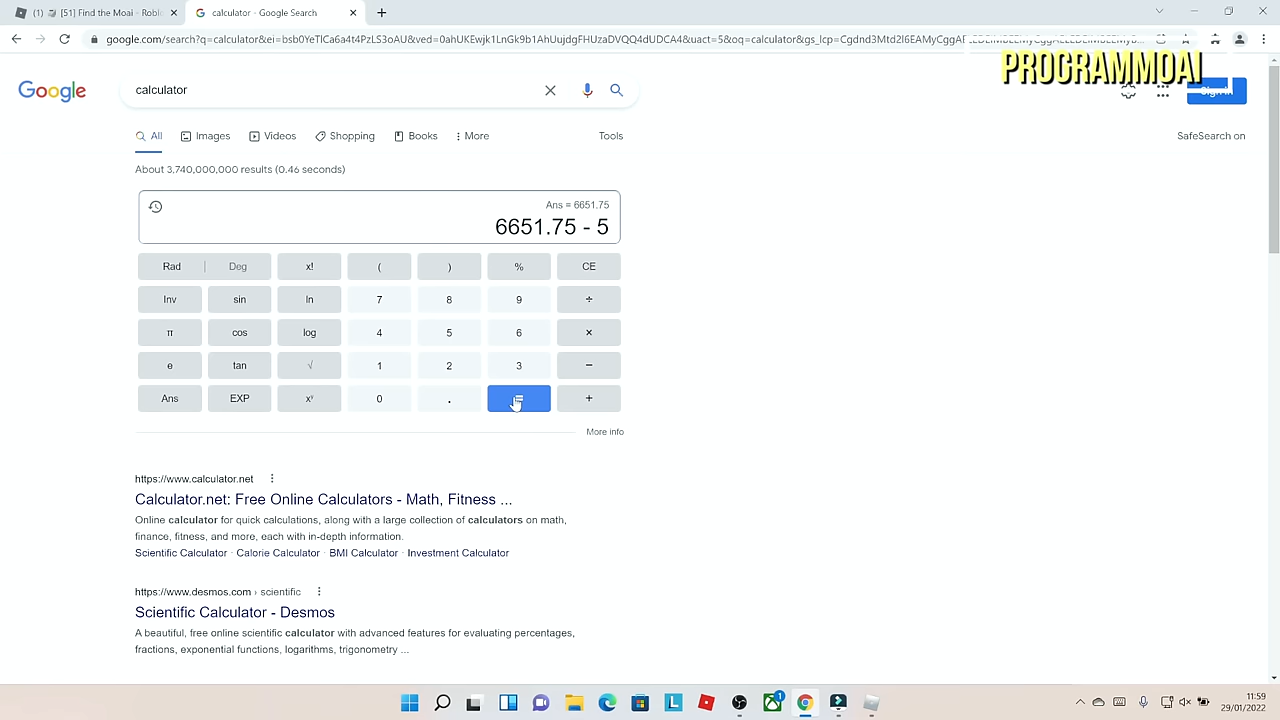 (1) [51] Find the Moai - Roblo
calculator - Google Search
google.com/search?q=calculator&ei=
PROGRAMMOAI
Google
calculator
Sign in
All
Images
Videos
Shopping
Books
More
Tools
SafeSearch on
About 3,740,000,000 results (0.46 seconds)
Ans = 6651.75
6651.75 - 5
Rad | Deg x! ( ) % CE
Inv sin ln 7 8 9 ÷
π cos log 4 5 6 ×
e tan √ 1 2 3 −
Ans EXP xʸ 0 . = +
More info
https://www.calculator.net
Calculator.net: Free Online Calculators - Math, Fitness ...
Online calculator for quick calculations, along with a large collection of calculators on math,
finance, fitness, and more, each with in-depth information.
Scientific Calculator · Calorie Calculator · BMI Calculator · Investment Calculator
https://www.desmos.com › scientific
Scientific Calculator - Desmos
A beautiful, free online scientific calculator with advanced features for evaluating percentages,
fractions, exponential functions, logarithms, trigonometry ...
L
1
11:59
29/01/2022